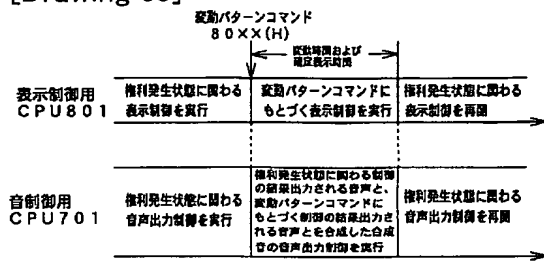 変動パターンコマンド
80××(H)
変動時間および
確定表示時間
表示制御用
CPU801
権利発生状態に関わる
表示制御を実行
変動パターンコマンドに
もとづく表示制御を実行
権利発生状態に関わる
表示制御を再開
音制御用
CPU701
権利発生状態に関わる
音声出力制御を実行
権利発生状態に関わる制御
の結果出力される音声と、
変動パターンコマンドに
もとづく制御の結果出力さ
れる音声とを合成した合成
音の音声出力制御を実行
権利発生状態に関わる
音声出力制御を再開